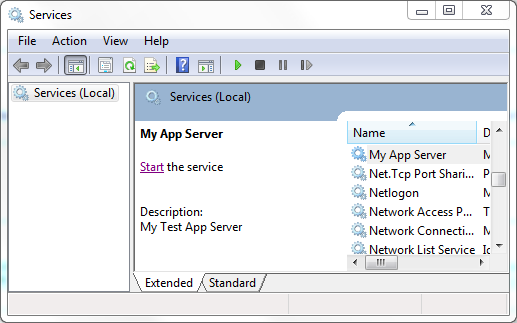 Services
File Action View Help
Services (Local)
Services (Local)
My App Server
Start the service
Description:
My Test App Server
Name D
My App Server M
Net.Tcp Port Shari... P
Netlogon M
Network Access P... T
Network Connecti... M
Network List Service Ic
Extended Standard